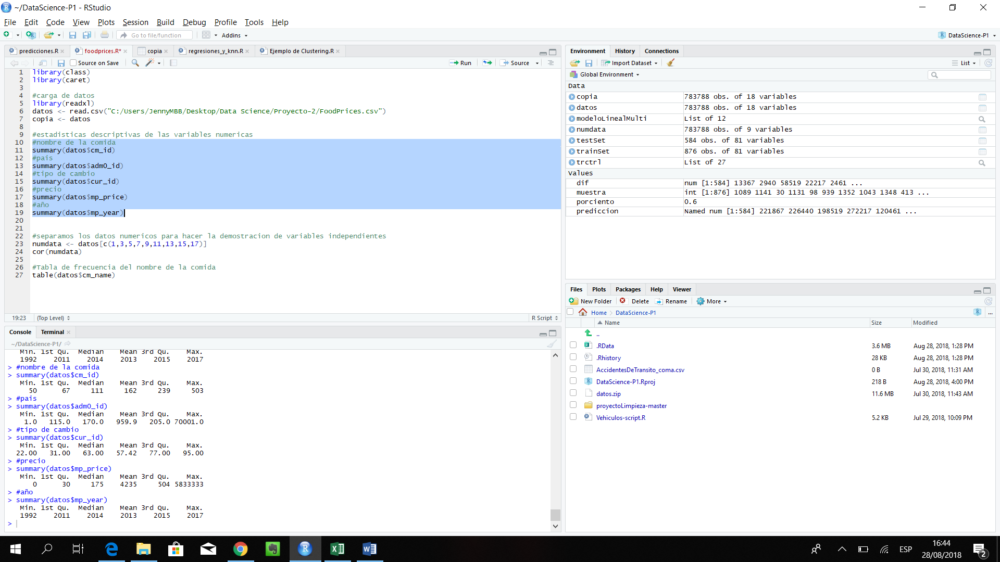 ~/DataScience-P1 - RStudio
File Edit Code View Plots Session Build Debug Profile Tools Help
Go to file/function Addins DataScience-P1
predicciones.R foodprices.R* copia regresiones_y_knn.R Ejemplo de Clustering.R
Source on Save Run Source
1 library(class)
2 library(caret)
3
4 #carga de datos
5 library(readxl)
6 datos <- read.csv("C:/Users/JennyMBB/Desktop/Data Science/Proyecto-2/FoodPrices.csv")
7 copia <- datos
8
9 #estadisticas descriptivas de las variables numericas
10 #nombre de la comida
11 summary(datos$cm_id)
12 #pais
13 summary(datos$adm0_id)
14 #tipo de cambio
15 summary(datos$cur_id)
16 #precio
17 summary(datos$mp_price)
18 #año
19 summary(datos$mp_year)
20
21
22 #separamos los datos numericos para hacer la demostracion de variables independientes
23 numdata <- datos[c(1,3,5,7,9,11,13,15,17)]
24 cor(numdata)
25
26 #Tabla de frecuencia del nombre de la comida
27 table(datos$cm_name)
19:23 (Top Level) R Script
Console Terminal
~/DataScience-P1/
Min. 1st Qu. Median Mean 3rd Qu. Max.
1992 2011 2014 2013 2015 2017
> #nombre de la comida
> summary(datos$cm_id)
Min. 1st Qu. Median Mean 3rd Qu. Max.
50 67 111 162 239 503
> #pais
> summary(datos$adm0_id)
Min. 1st Qu. Median Mean 3rd Qu. Max.
1.0 115.0 170.0 959.9 205.0 70001.0
> #tipo de cambio
> summary(datos$cur_id)
Min. 1st Qu. Median Mean 3rd Qu. Max.
22.00 31.00 63.00 57.42 77.00 95.00
> #precio
> summary(datos$mp_price)
Min. 1st Qu. Median Mean 3rd Qu. Max.
0 30 175 4235 504 5833333
> #año
> summary(datos$mp_year)
Min. 1st Qu. Median Mean 3rd Qu. Max.
1992 2011 2014 2013 2015 2017
>
Environment History Connections
Import Dataset List
Global Environment
Data
copia 783788 obs. of 18 variables
datos 783788 obs. of 18 variables
modeloLinealMulti List of 12
numdata 783788 obs. of 9 variables
testSet 584 obs. of 81 variables
trainSet 876 obs. of 81 variables
trctrl List of 27
Values
dif num [1:584] 13367 2940 58519 22217 2461 ...
muestra int [1:876] 1089 1141 30 1131 98 939 1352 1043 1348 413 ...
porciento 0.6
prediccion Named num [1:584] 221867 226440 198519 272217 120461 ...
Files Plots Packages Help Viewer
New Folder Delete Rename More
Home DataScience-P1 ...
Name Size Modified
..
.RData 3.6 MB Aug 28, 2018, 1:28 PM
.Rhistory 28 KB Aug 28, 2018, 1:28 PM
AccidentesDeTransito_coma.csv 0 B Jul 30, 2018, 11:31 AM
DataScience-P1.Rproj 218 B Aug 28, 2018, 4:00 PM
datos.zip 11.6 MB Jul 30, 2018, 11:43 AM
proyectoLimpieza-master
Vehiculos-script.R 5.2 KB Jul 29, 2018, 10:09 PM
ESP
16:44
28/08/2018
2